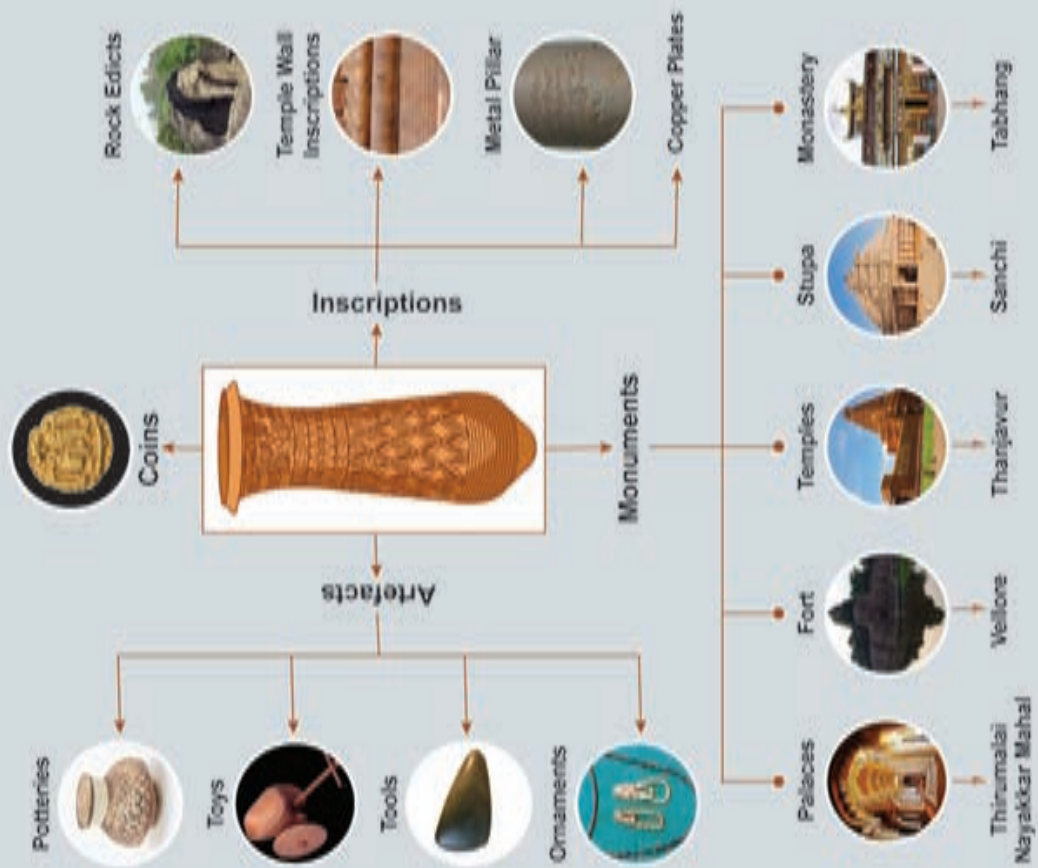 Coins
Artefacts
Potteries
Toys
Tools
Ornaments
Inscriptions
Rock Edicts
Temple Wall
Inscriptions
Metal Pillar
Copper Plates
Monuments
Palaces
Thirumalai
Nayakkar Mahal
Fort
Vellore
Temples
Thanjavur
Stupa
Sanchi
Monastery
Tabhang